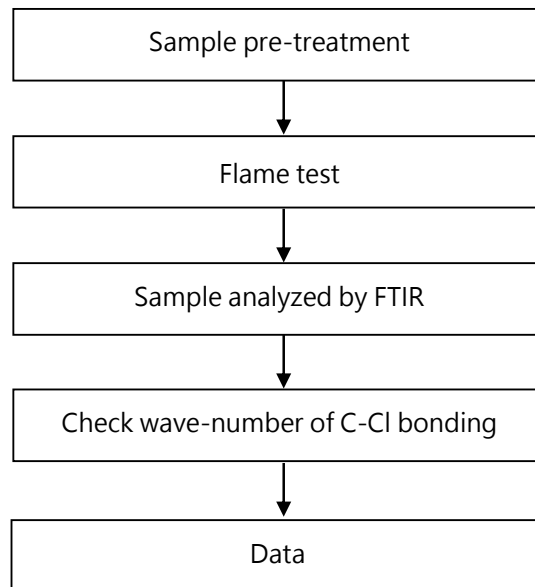 Sample pre-treatment
Flame test
Sample analyzed by FTIR
Check wave-number of C-Cl bonding
Data